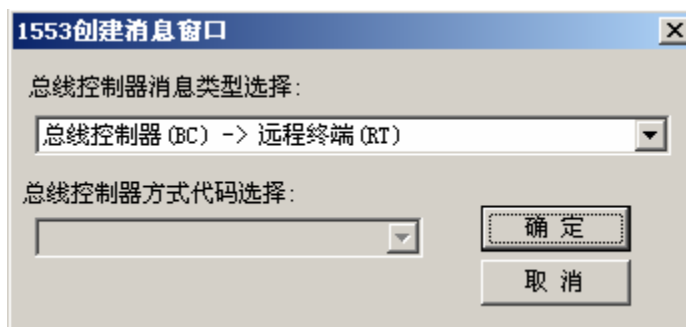 1553创建消息窗口
总线控制器消息类型选择:
总线控制器(BC) -> 远程终端(RT)
总线控制器方式代码选择:
确 定
取 消